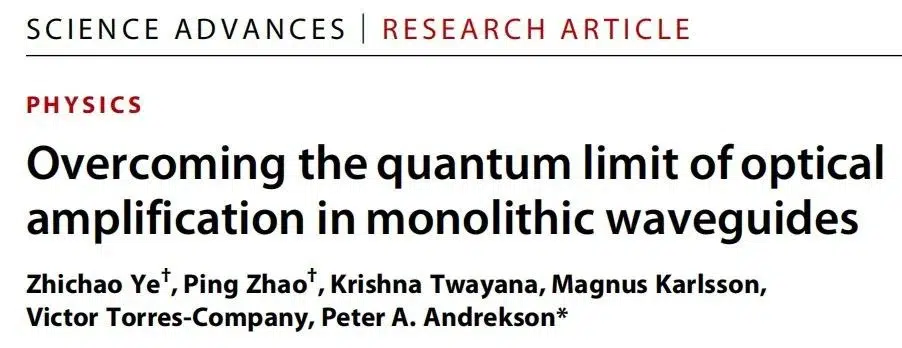 SCIENCE ADVANCES | RESEARCH ARTICLE
PHYSICS
Overcoming the quantum limit of optical
amplification in monolithic waveguides
Zhichao Ye†, Ping Zhao†, Krishna Twayana, Magnus Karlsson,
Victor Torres-Company, Peter A. Andrekson*